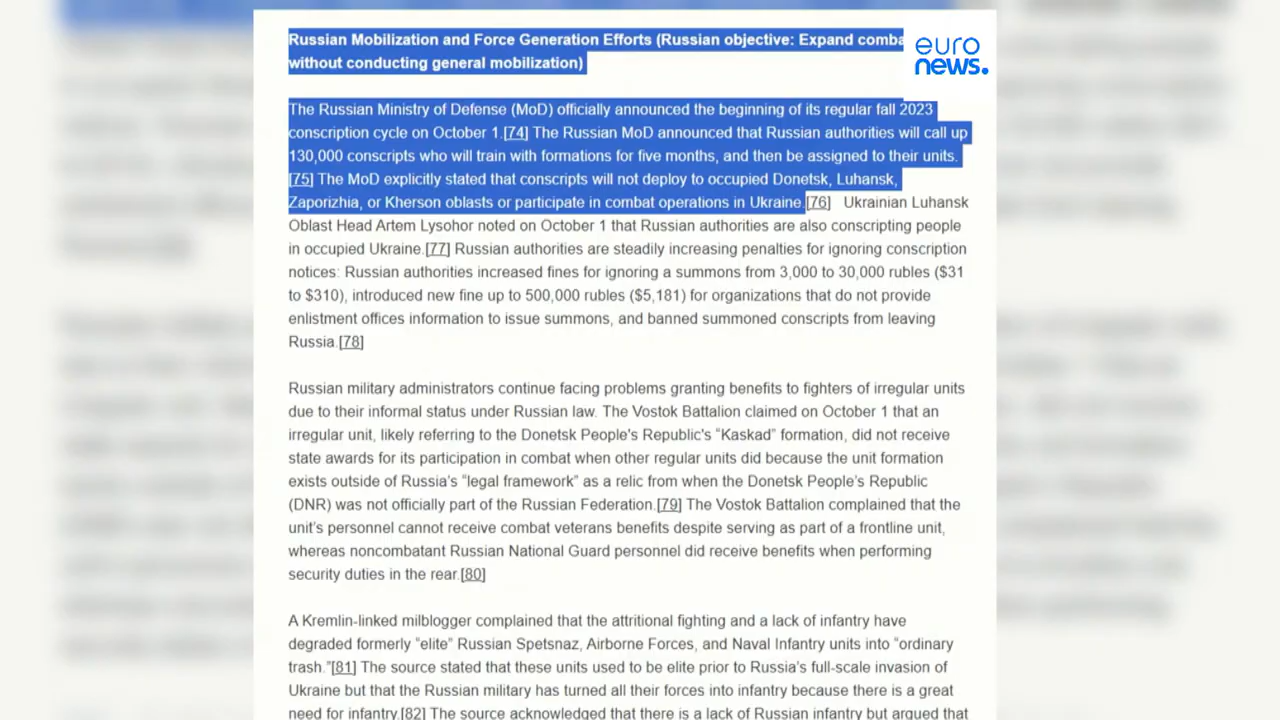 Russian Mobilization and Force Generation Efforts (Russian objective: Expand comba
without conducting general mobilization)
euro
news.
The Russian Ministry of Defense (MoD) officially announced the beginning of its regular fall 2023
conscription cycle on October 1.[74] The Russian MoD announced that Russian authorities will call up
130,000 conscripts who will train with formations for five months, and then be assigned to their units.
[75] The MoD explicitly stated that conscripts will not deploy to occupied Donetsk, Luhansk,
Zaporizhia, or Kherson oblasts or participate in combat operations in Ukraine.[76] Ukrainian Luhansk
Oblast Head Artem Lysohor noted on October 1 that Russian authorities are also conscripting people
in occupied Ukraine.[77] Russian authorities are steadily increasing penalties for ignoring conscription
notices: Russian authorities increased fines for ignoring a summons from 3,000 to 30,000 rubles ($31
to $310), introduced new fine up to 500,000 rubles ($5,181) for organizations that do not provide
enlistment offices information to issue summons, and banned summoned conscripts from leaving
Russia.[78]
Russian military administrators continue facing problems granting benefits to fighters of irregular units
due to their informal status under Russian law. The Vostok Battalion claimed on October 1 that an
irregular unit, likely referring to the Donetsk People's Republic's “Kaskad” formation, did not receive
state awards for its participation in combat when other regular units did because the unit formation
exists outside of Russia’s “legal framework” as a relic from when the Donetsk People’s Republic
(DNR) was not officially part of the Russian Federation.[79] The Vostok Battalion complained that the
unit’s personnel cannot receive combat veterans benefits despite serving as part of a frontline unit,
whereas noncombatant Russian National Guard personnel did receive benefits when performing
security duties in the rear.[80]
A Kremlin-linked milblogger complained that the attritional fighting and a lack of infantry have
degraded formerly “elite” Russian Spetsnaz, Airborne Forces, and Naval Infantry units into “ordinary
trash.”[81] The source stated that these units used to be elite prior to Russia’s full-scale invasion of
Ukraine but that the Russian military has turned all their forces into infantry because there is a great
need for infantry.[82] The source acknowledged that there is a lack of Russian infantry but argued that